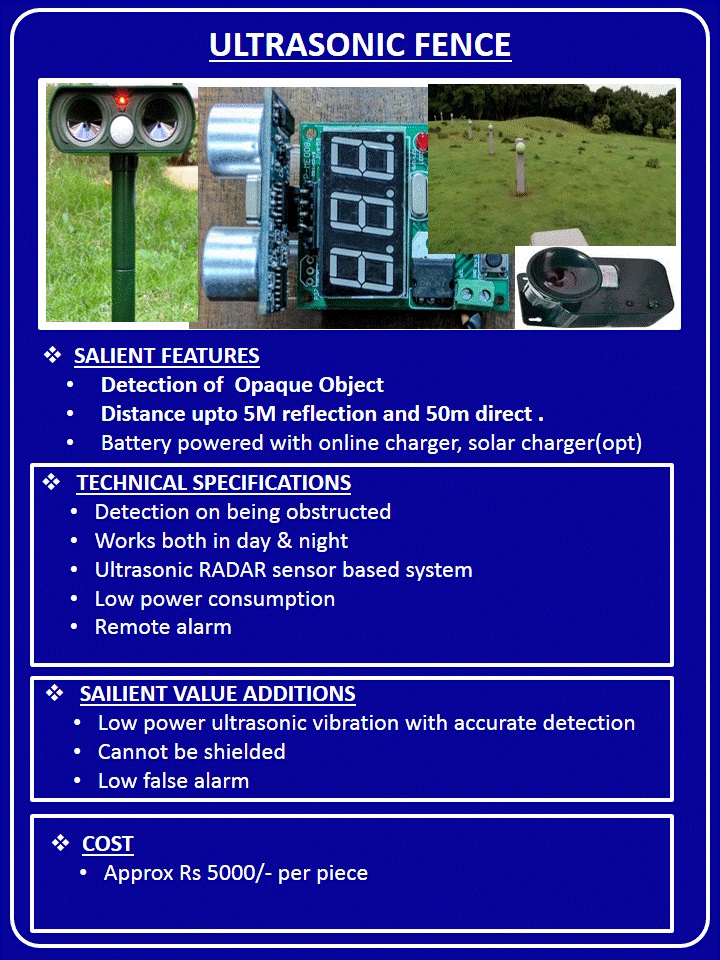 ULTRASONIC FENCE
❖ SALIENT FEATURES
• Detection of Opaque Object
• Distance upto 5M reflection and 50m direct .
• Battery powered with online charger, solar charger(opt)
❖ TECHNICAL SPECIFICATIONS
• Detection on being obstructed
• Works both in day & night
• Ultrasonic RADAR sensor based system
• Low power consumption
• Remote alarm
❖ SAILIENT VALUE ADDITIONS
• Low power ultrasonic vibration with accurate detection
• Cannot be shielded
• Low false alarm
❖ COST
• Approx Rs 5000/- per piece